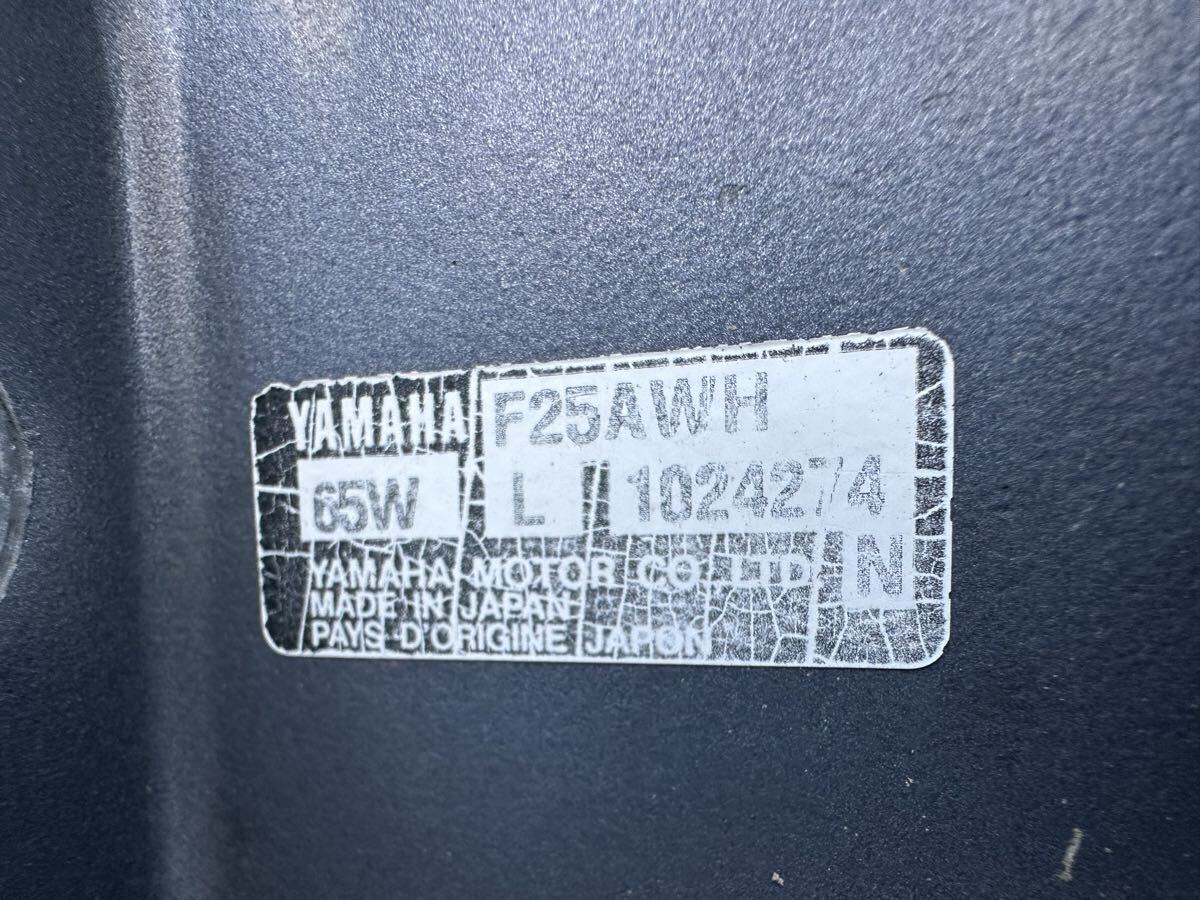 YAMAHA F25AWH
65W L 1024274
YAMAHA MOTOR CO.,LTD. N
MADE IN JAPAN
PAYS D'ORIGINE JAPON